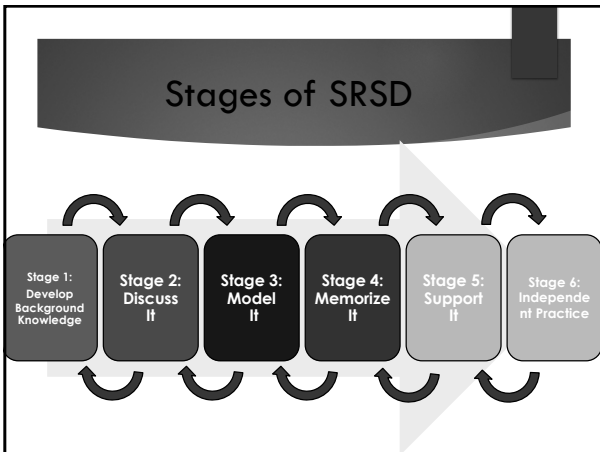 Stages of SRSD
Stage 1:
Develop
Background
Knowledge
Stage 2:
Discuss
It
Stage 3:
Model
It
Stage 4:
Memorize
It
Stage 5:
Support
It
Stage 6:
Independe
nt Practice